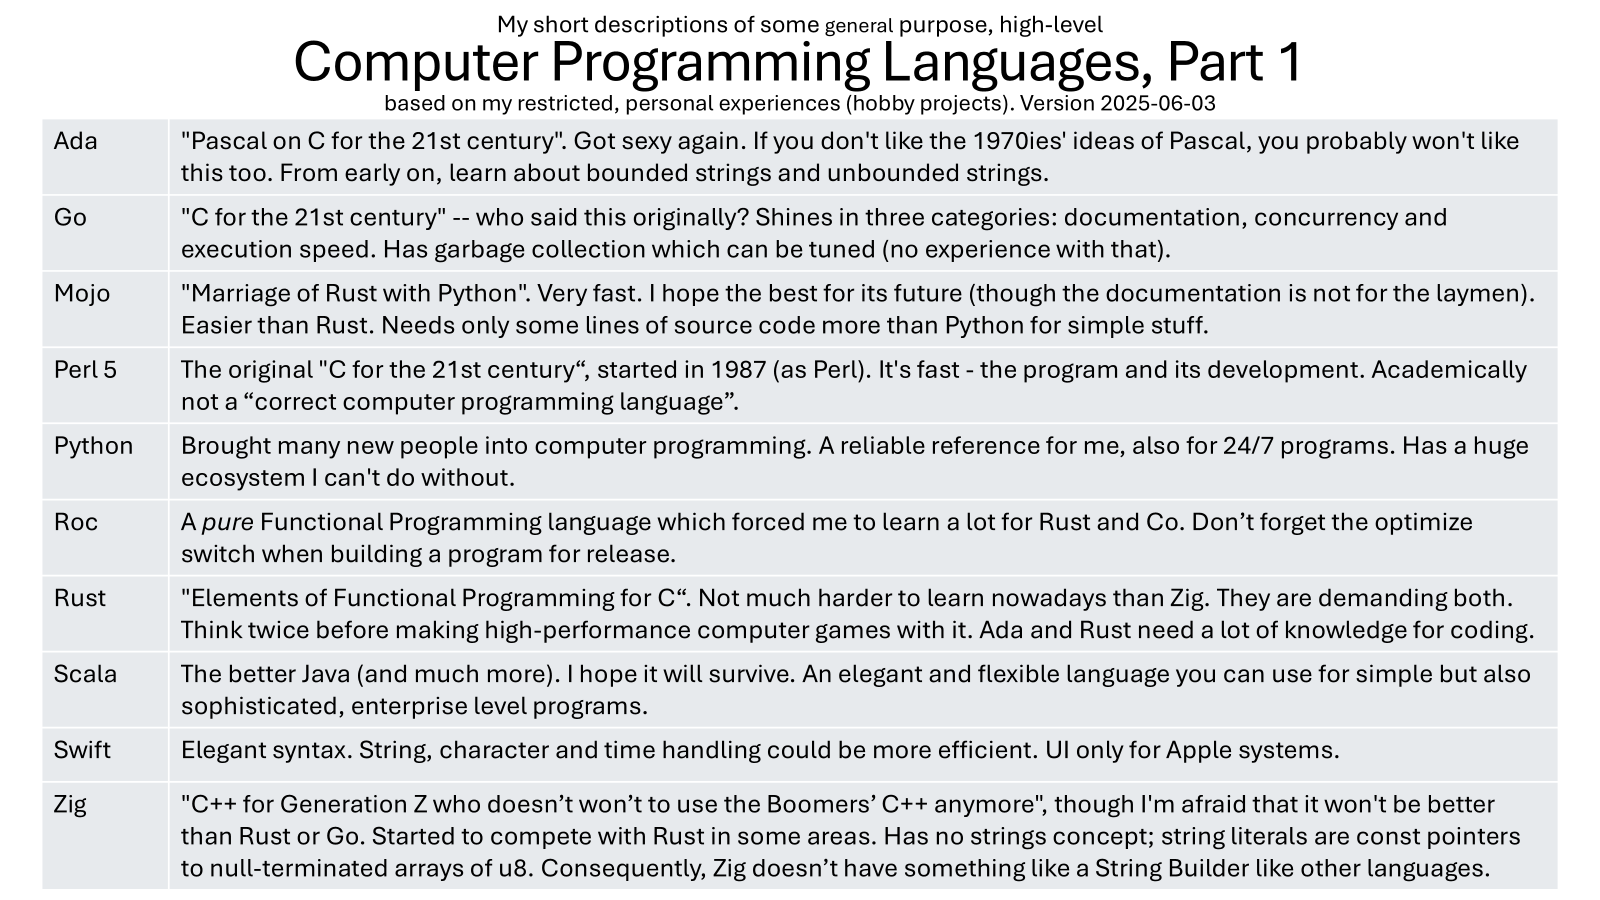 My short descriptions of some general purpose, high-level
Computer Programming Languages, Part 1
based on my restricted, personal experiences (hobby projects). Version 2025-06-03
Ada
"Pascal on C for the 21st century". Got sexy again. If you don't like the 1970ies' ideas of Pascal, you probably won't like
this too. From early on, learn about bounded strings and unbounded strings.
Go
"C for the 21st century" -- who said this originally? Shines in three categories: documentation, concurrency and
execution speed. Has garbage collection which can be tuned (no experience with that).
Mojo
"Marriage of Rust with Python". Very fast. I hope the best for its future (though the documentation is not for the laymen).
Easier than Rust. Needs only some lines of source code more than Python for simple stuff.
Perl 5
The original "C for the 21st century“, started in 1987 (as Perl). It's fast - the program and its development. Academically
not a “correct computer programming language”.
Python
Brought many new people into computer programming. A reliable reference for me, also for 24/7 programs. Has a huge
ecosystem I can't do without.
Roc
A pure Functional Programming language which forced me to learn a lot for Rust and Co. Don’t forget the optimize
switch when building a program for release.
Rust
"Elements of Functional Programming for C“. Not much harder to learn nowadays than Zig. They are demanding both.
Think twice before making high-performance computer games with it. Ada and Rust need a lot of knowledge for coding.
Scala
The better Java (and much more). I hope it will survive. An elegant and flexible language you can use for simple but also
sophisticated, enterprise level programs.
Swift
Elegant syntax. String, character and time handling could be more efficient. UI only for Apple systems.
Zig
"C++ for Generation Z who doesn’t won’t to use the Boomers’ C++ anymore", though I'm afraid that it won't be better
than Rust or Go. Started to compete with Rust in some areas. Has no strings concept; string literals are const pointers
to null-terminated arrays of u8. Consequently, Zig doesn’t have something like a String Builder like other languages.